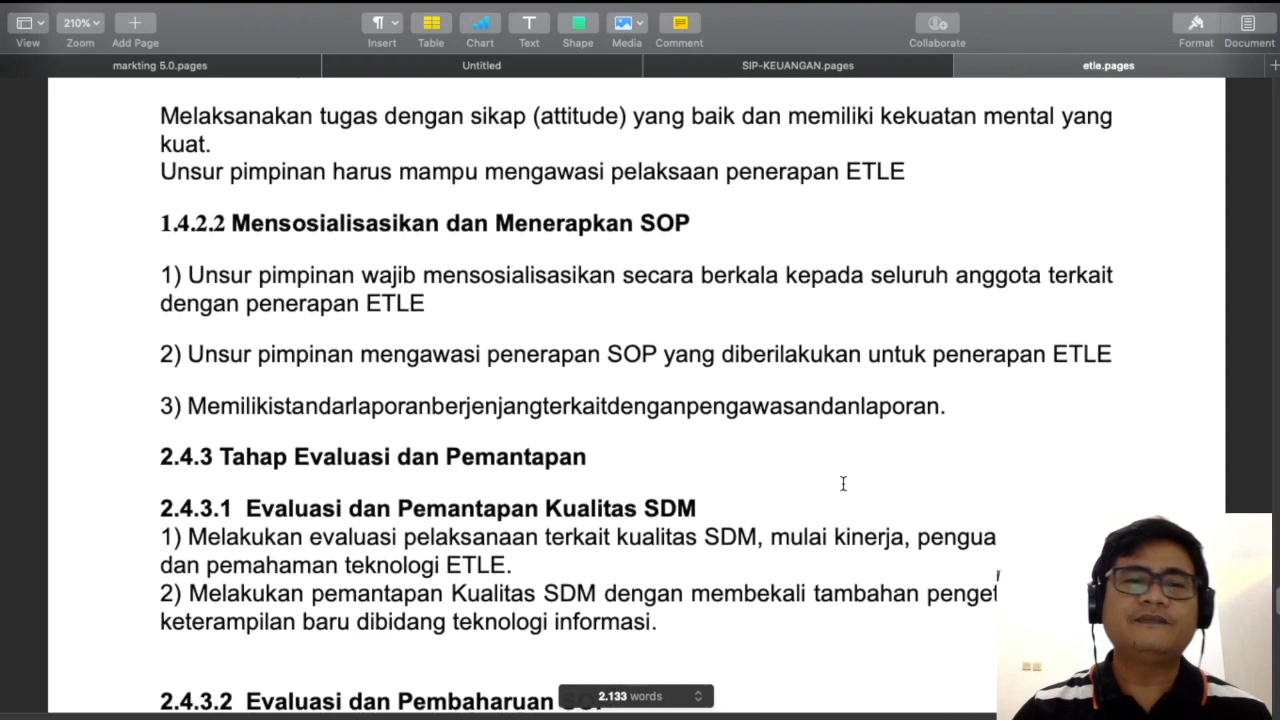 210%
View
Zoom
Add Page
Insert
Table
Chart
Text
Shape
Media
Comment
Collaborate
Format
Document
markting 5.0.pages
Untitled
SIP-KEUANGAN.pages
etle.pages
Melaksanakan tugas dengan sikap (attitude) yang baik dan memiliki kekuatan mental yang
kuat.
Unsur pimpinan harus mampu mengawasi pelaksaan penerapan ETLE
1.4.2.2 Mensosialisasikan dan Menerapkan SOP
1) Unsur pimpinan wajib mensosialisasikan secara berkala kepada seluruh anggota terkait
dengan penerapan ETLE
2) Unsur pimpinan mengawasi penerapan SOP yang diberilakukan untuk penerapan ETLE
3) Memilikistandarlaporanberjenjangterkaitdenganpengawasandanlaporan.
2.4.3 Tahap Evaluasi dan Pemantapan
2.4.3.1 Evaluasi dan Pemantapan Kualitas SDM
1) Melakukan evaluasi pelaksanaan terkait kualitas SDM, mulai kinerja, pengua
dan pemahaman teknologi ETLE.
2) Melakukan pemantapan Kualitas SDM dengan membekali tambahan penget
keterampilan baru dibidang teknologi informasi.
2.4.3.2 Evaluasi dan Pembaharuan
2.133 words